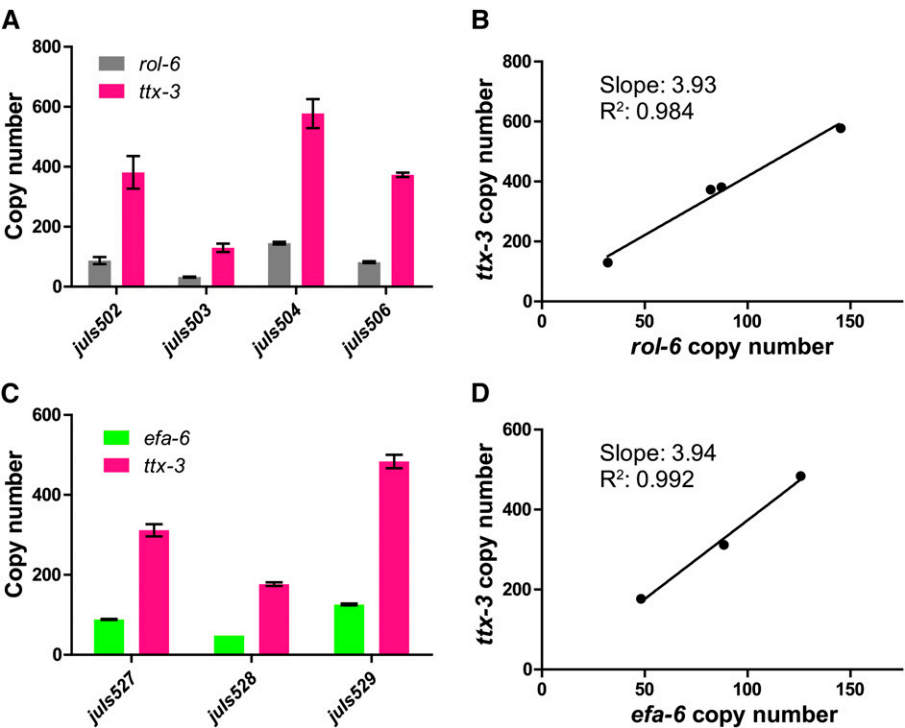 A
800
600
400
200
0
Copy number
rol-6
ttx-3
juIs502
juIs503
juIs504
juIs506
B
800
600
400
200
0
ttx-3 copy number
Slope: 3.93
R²: 0.984
0
50
100
150
rol-6 copy number
C
600
400
200
0
Copy number
efa-6
ttx-3
juIs527
juIs528
juIs529
D
600
400
200
0
ttx-3 copy number
Slope: 3.94
R²: 0.992
0
50
100
150
efa-6 copy number